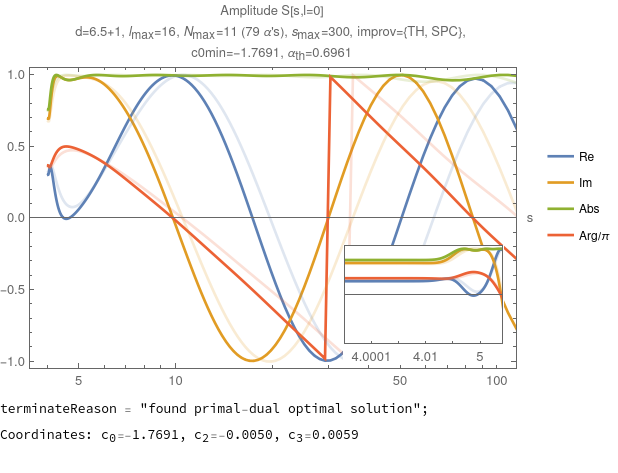 Amplitude S[s,l=0]
d=6.5+1, lmax=16, Nmax=11 (79 α's), smax=300, improv={TH, SPC},
c0min=-1.7691, αth=0.6961
1.0
0.5
0.0
-0.5
-1.0
s
Re
Im
Abs
Arg/π
4.0001 4.01 5
5 10 50 100
terminateReason = "found primal-dual optimal solution";
Coordinates: c0=-1.7691, c2=-0.0050, c3=0.0059